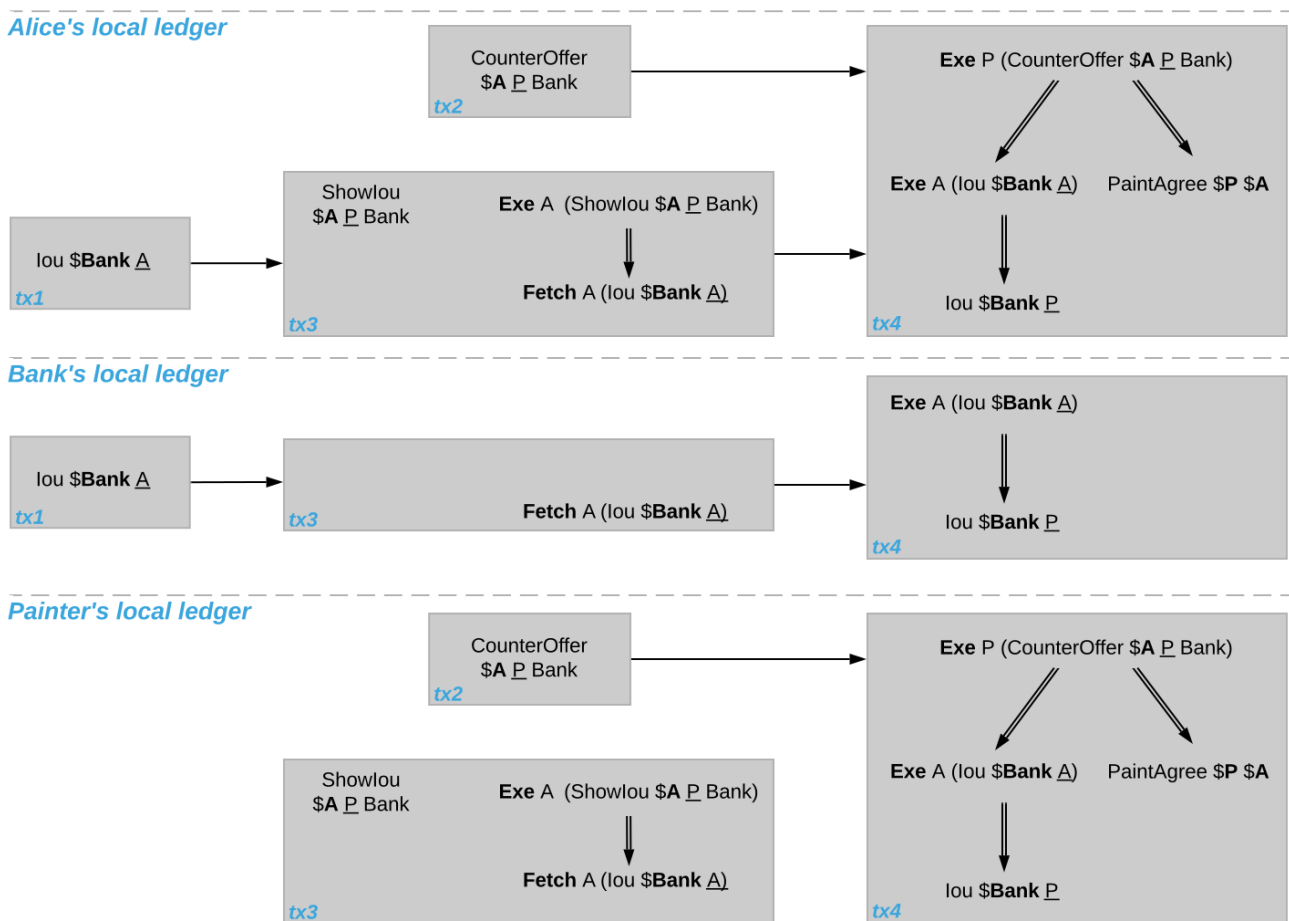 Alice's local ledger
CounterOffer
$A P Bank
tx2
Exe P (CounterOffer $A P Bank)
Exe A (Iou $Bank A)
PaintAgree $P $A
Iou $Bank P
tx4
ShowIou
$A P Bank
Exe A (ShowIou $A P Bank)
Fetch A (Iou $Bank A)
tx3
Iou $Bank A
tx1
Bank's local ledger
Iou $Bank A
tx1
Fetch A (Iou $Bank A)
tx3
Exe A (Iou $Bank A)
Iou $Bank P
tx4
Painter's local ledger
CounterOffer
$A P Bank
tx2
Exe P (CounterOffer $A P Bank)
Exe A (Iou $Bank A)
PaintAgree $P $A
Iou $Bank P
tx4
ShowIou
$A P Bank
Exe A (ShowIou $A P Bank)
Fetch A (Iou $Bank A)
tx3